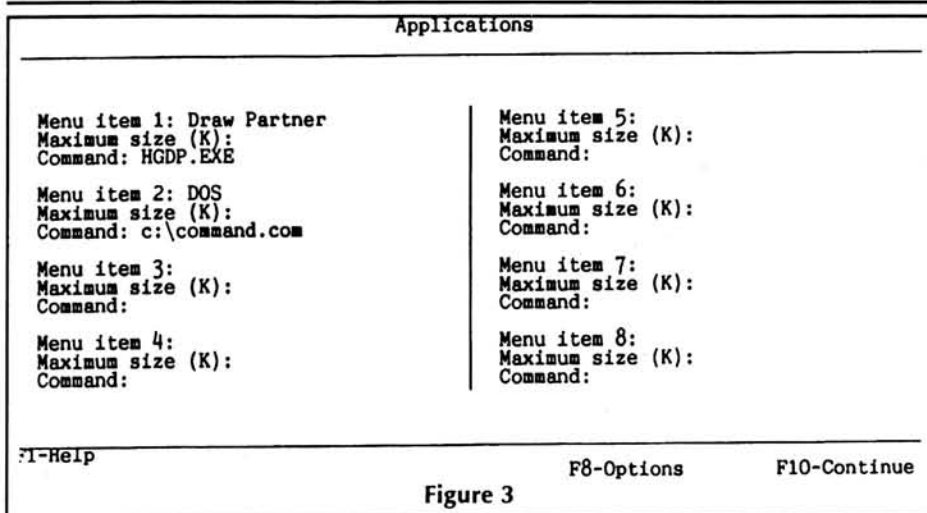 Applications
Menu item 1: Draw Partner
Maximum size (K):
Command: HGDP.EXE
Menu item 2: DOS
Maximum size (K):
Command: c:\command.com
Menu item 3:
Maximum size (K):
Command:
Menu item 4:
Maximum size (K):
Command:
Menu item 5:
Maximum size (K):
Command:
Menu item 6:
Maximum size (K):
Command:
Menu item 7:
Maximum size (K):
Command:
Menu item 8:
Maximum size (K):
Command:
F1-Help
F8-Options
F10-Continue
Figure 3